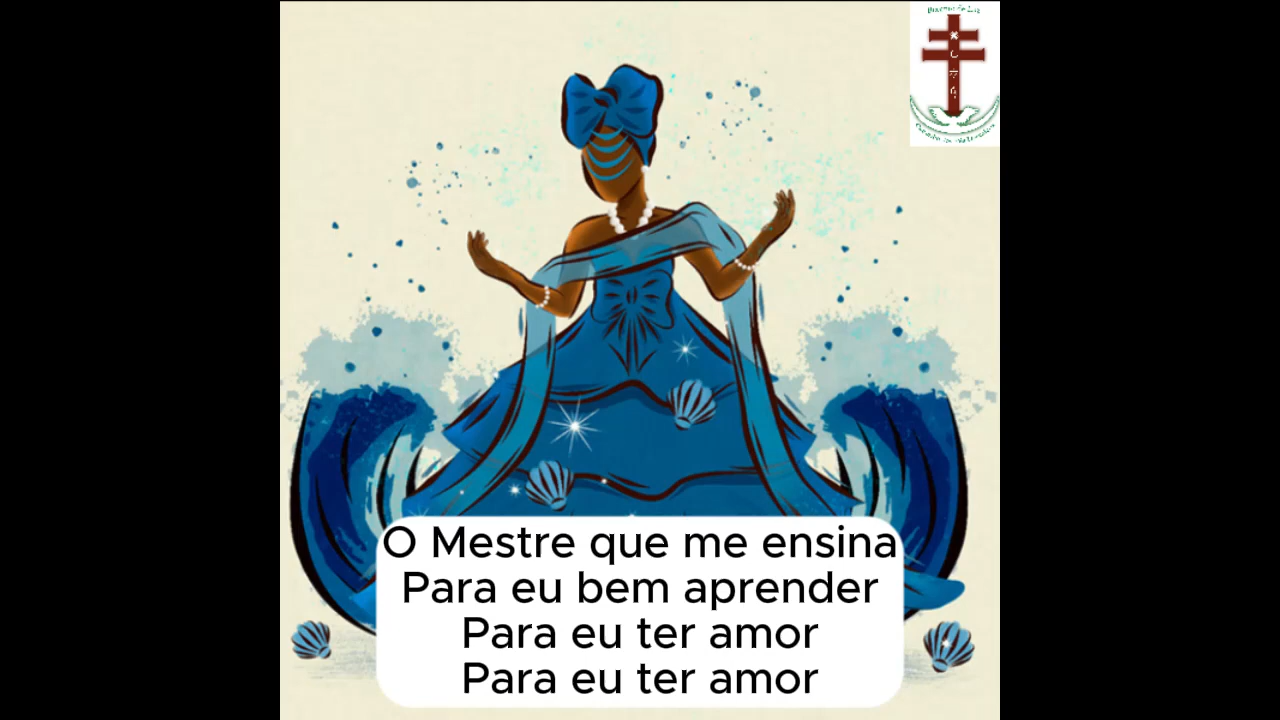 O Mestre que me ensina
Para eu bem aprender
Para eu ter amor
Para eu ter amor